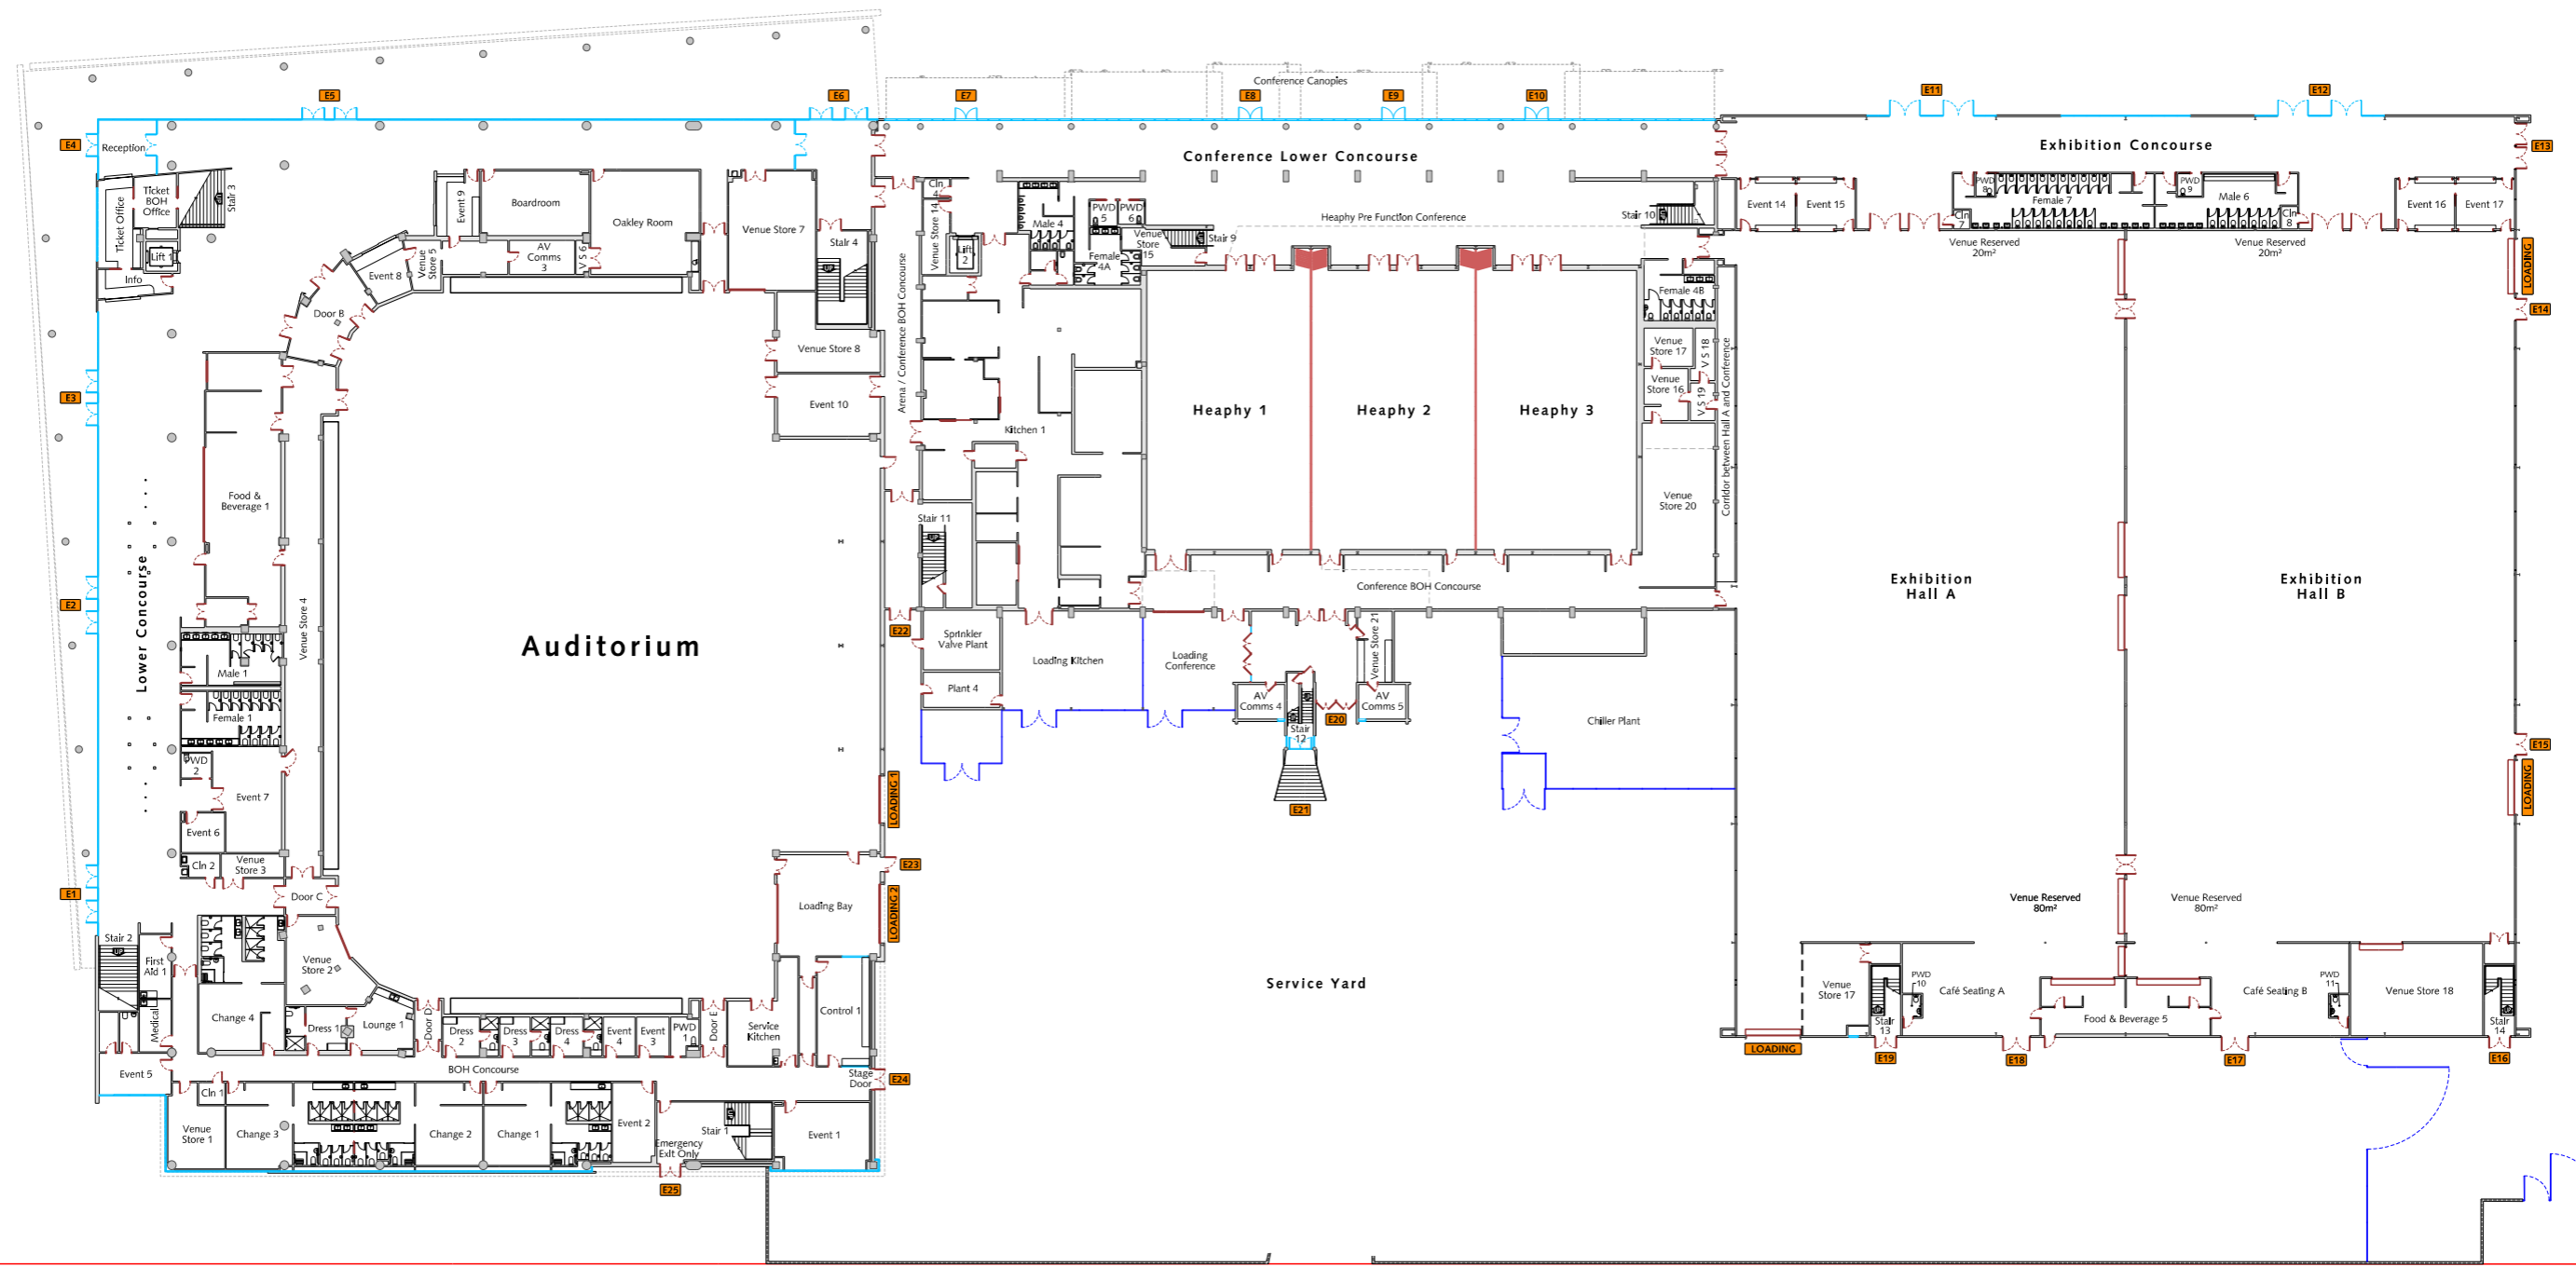 Conference Canopies
E5
E6
E7
E8
E9
E10
E11
E12
E4
Reception
Conference Lower Concourse
Exhibition Concourse
E13
Ticket
BOH
Office
Stair 3
Ticket Office
Lift 1
Info
Event 9
Boardroom
Oakley Room
Venue Store 7
Stair 4
AV
Comms
3
V S 6
Venue
Store 5
Event 8
Door B
Venue Store 8
Event 10
Arena / Conference BOH Concourse
Cln
4
Venue Store 14
Lift
2
Male 4
PWD
5
PWD
6
Female
4A
Venue
Store
15
Stair 9
Heaphy Pre Function Conference
Stair 10
Female 4B
Venue
Store 17
V S 18
Venue
Store 16
V S 19
Venue
Store 20
Corridor between Hall A and Conference
Event 14
Event 15
PWD
8
Female 7
Cln
7
PWD
9
Male 6
Cln
8
Event 16
Event 17
Venue Reserved
20m²
Venue Reserved
20m²
LOADING
E14
E3
Kitchen 1
Heaphy 1
Heaphy 2
Heaphy 3
Food &
Beverage 1
Stair 11
Lower Concourse
Venue Store 4
E2
Auditorium
Conference BOH Concourse
Exhibition
Hall A
Exhibition
Hall B
E22
Sprinkler
Valve Plant
Plant 4
Loading Kitchen
Loading
Conference
Venue Store 21
AV
Comms 4
AV
Comms 5
Stair
12
E20
E21
Chiller Plant
Male 1
Female 1
PWD
2
Event 7
Event 6
Cln 2
Venue
Store 3
E15
LOADING
LOADING 1
E23
LOADING 2
Loading Bay
E1
Door C
Venue Reserved
80m²
Venue Reserved
80m²
Stair 2
First
Aid 1
Medical
Change 4
Venue
Store 2
Dress 1
Lounge 1
Door D
Dress
2
Dress
3
Dress
4
Event
4
Event
3
PWD
1
Door E
Service
Kitchen
Control 1
Service Yard
Venue
Store 17
Stair
13
PWD
10
Café Seating A
Food & Beverage 5
Café Seating B
PWD
11
Venue Store 18
Stair
14
LOADING
E19
E18
E17
E16
Event 5
BOH Concourse
Stage
Door
E24
Cln 1
Venue
Store 1
Change 3
Change 2
Change 1
Event 2
Stair 1
Emergency
Exit Only
Event 1
E25